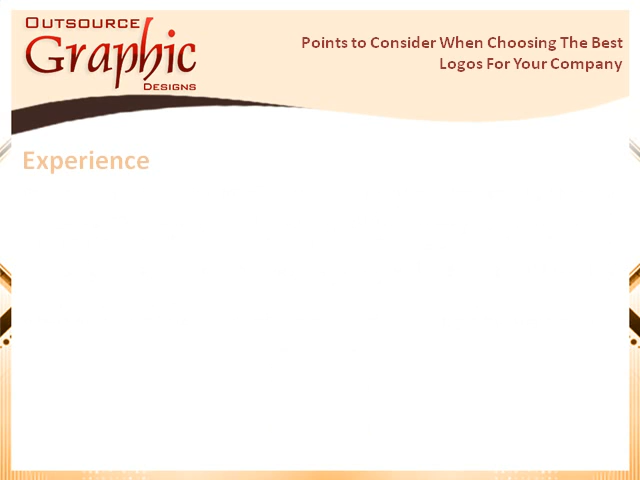 Outsource
Graphic
Designs
Points to Consider When Choosing The Best
Logos For Your Company
Experience